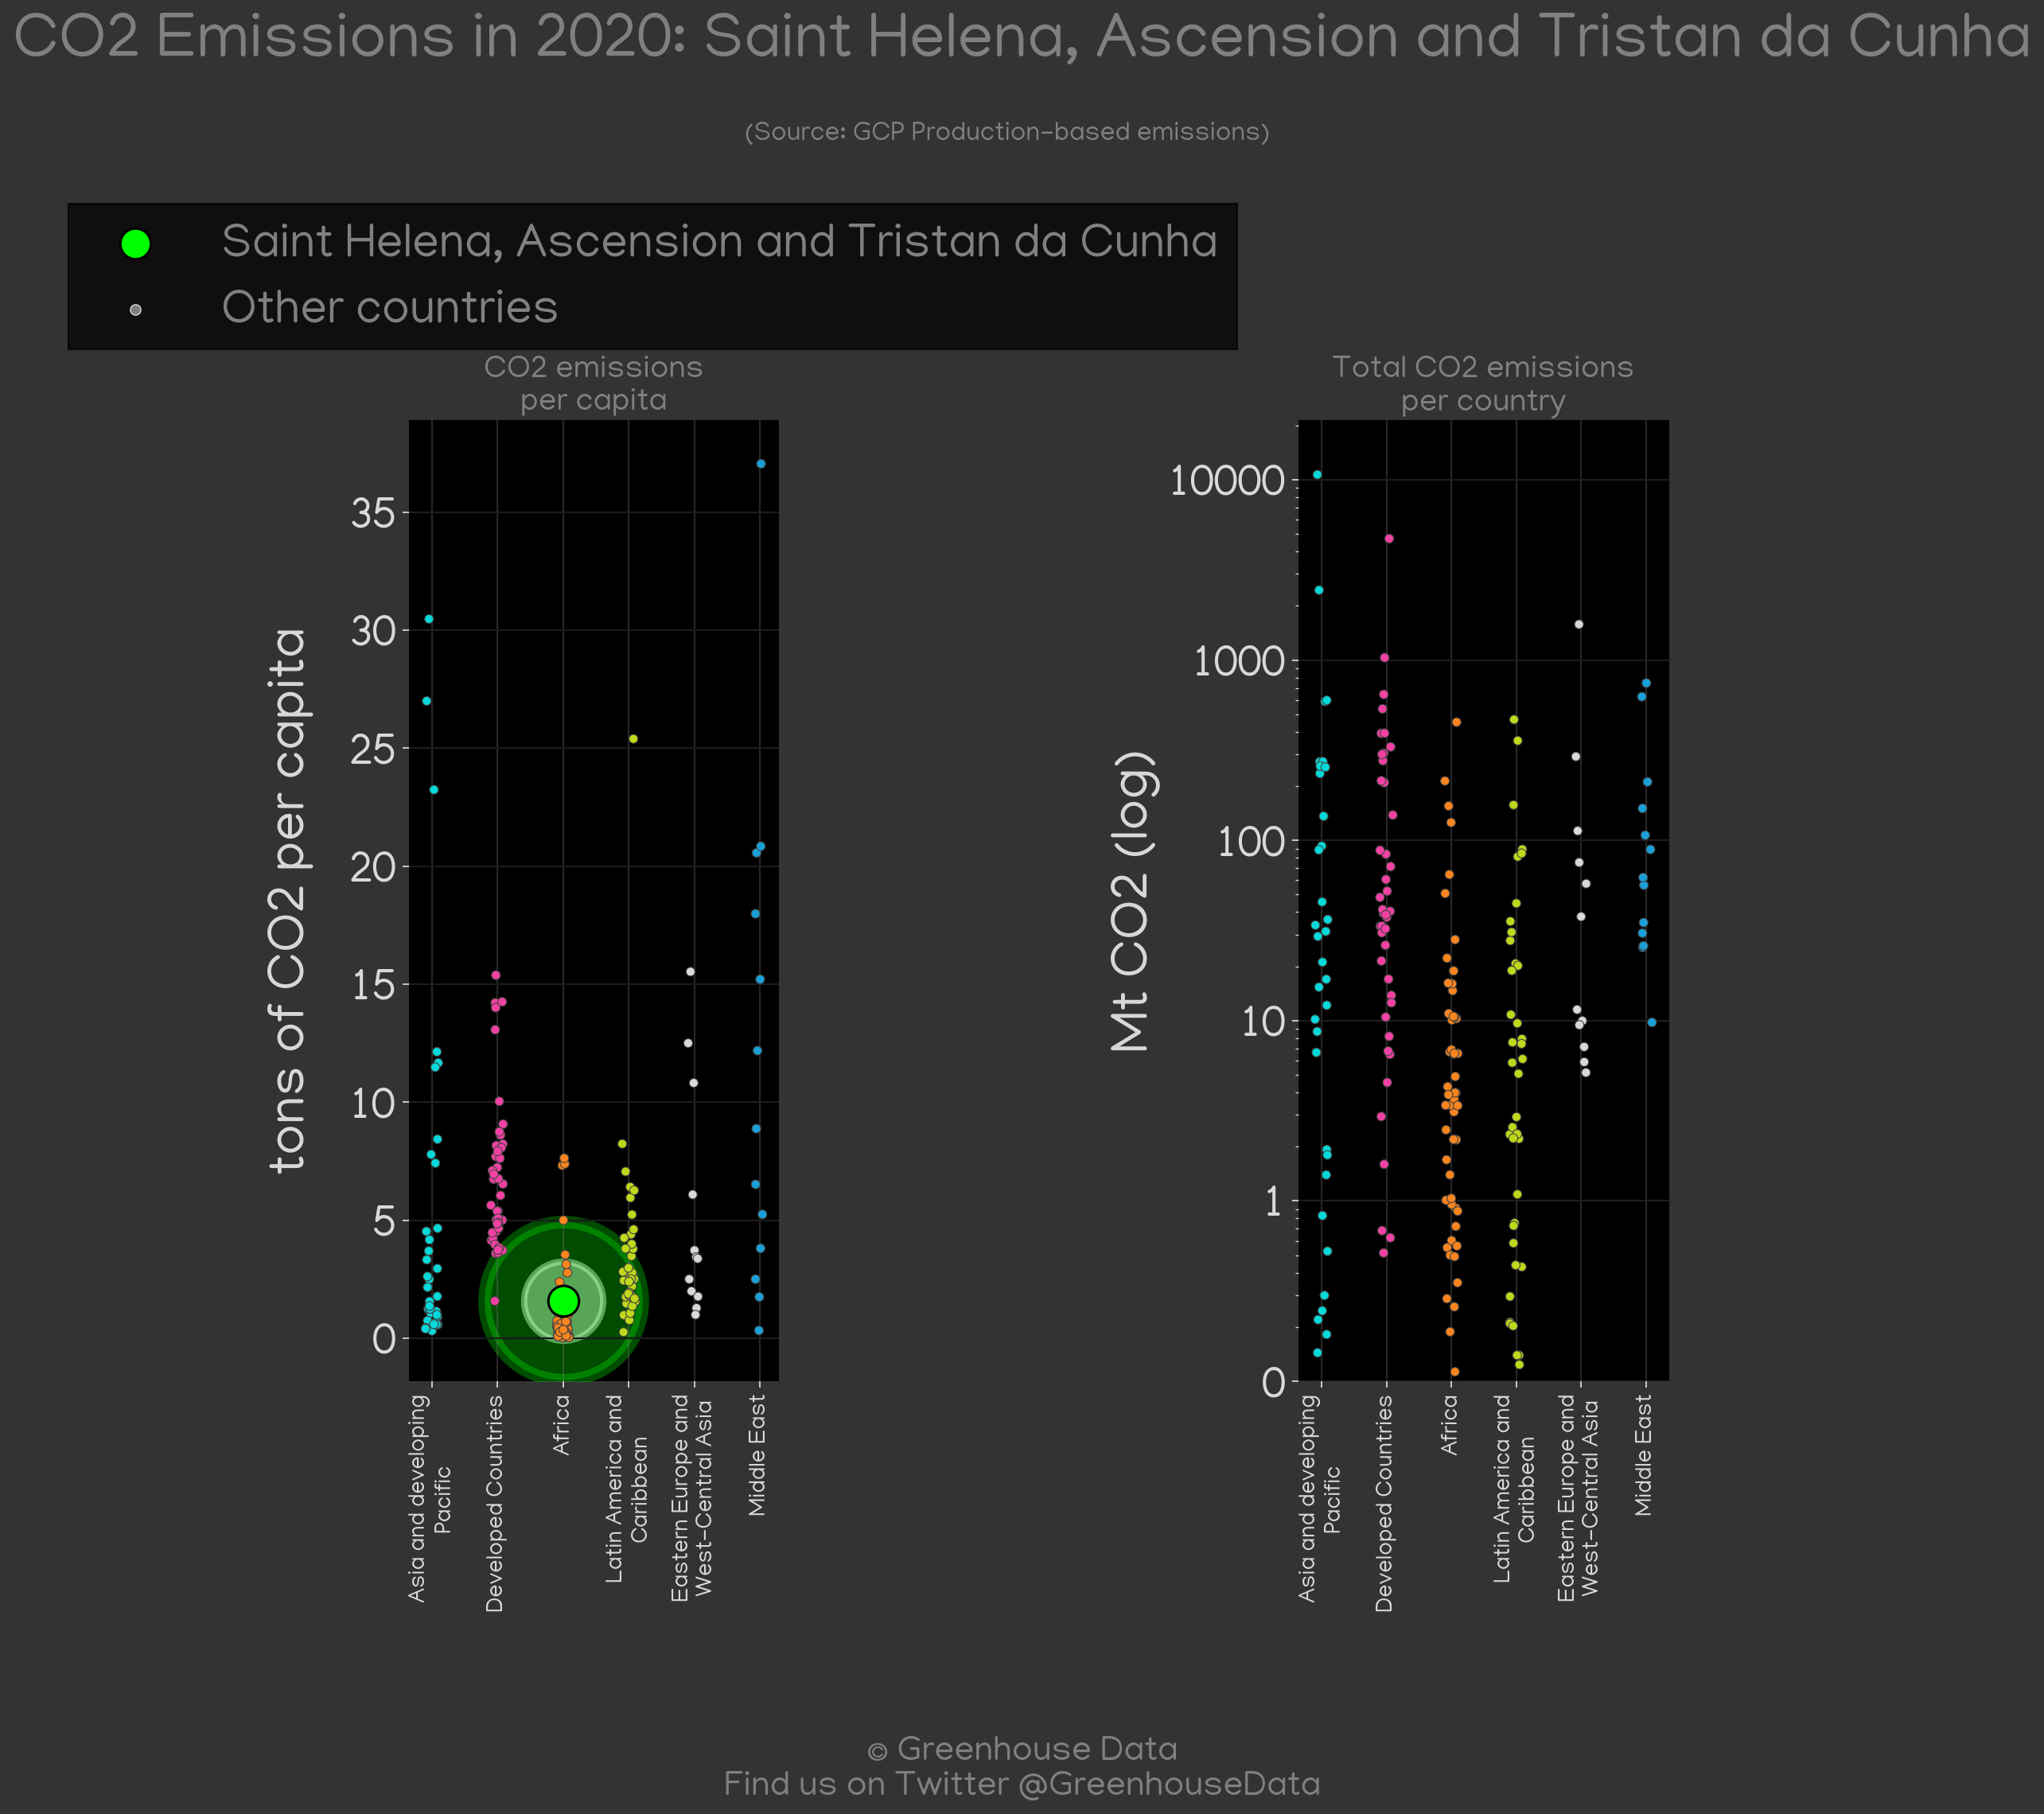 CO2 Emissions in 2020: Saint Helena, Ascension and Tristan da Cunha
(Source: GCP Production-based emissions)
Saint Helena, Ascension and Tristan da Cunha
Other countries
CO2 emissions
per capita
tons of CO2 per capita
35
30
25
20
15
10
5
0
Asia and developing
Pacific
Developed Countries
Africa
Latin America and
Caribbean
Eastern Europe and
West-Central Asia
Middle East
Total CO2 emissions
per country
Mt CO2 (log)
10000
1000
100
10
1
0
Asia and developing
Pacific
Developed Countries
Africa
Latin America and
Caribbean
Eastern Europe and
West-Central Asia
Middle East
© Greenhouse Data
Find us on Twitter @GreenhouseData